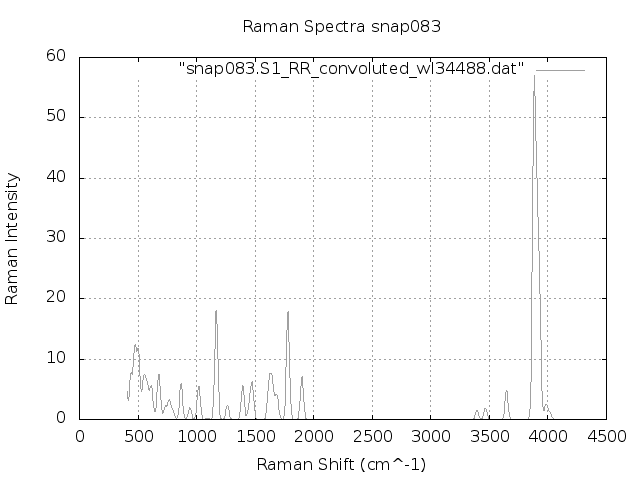 Raman Spectra snap083
"snap083.S1_RR_convoluted_wl34488.dat"
60
50
40
30
20
10
0
Raman Intensity
0 500 1000 1500 2000 2500 3000 3500 4000 4500
Raman Shift (cm^-1)